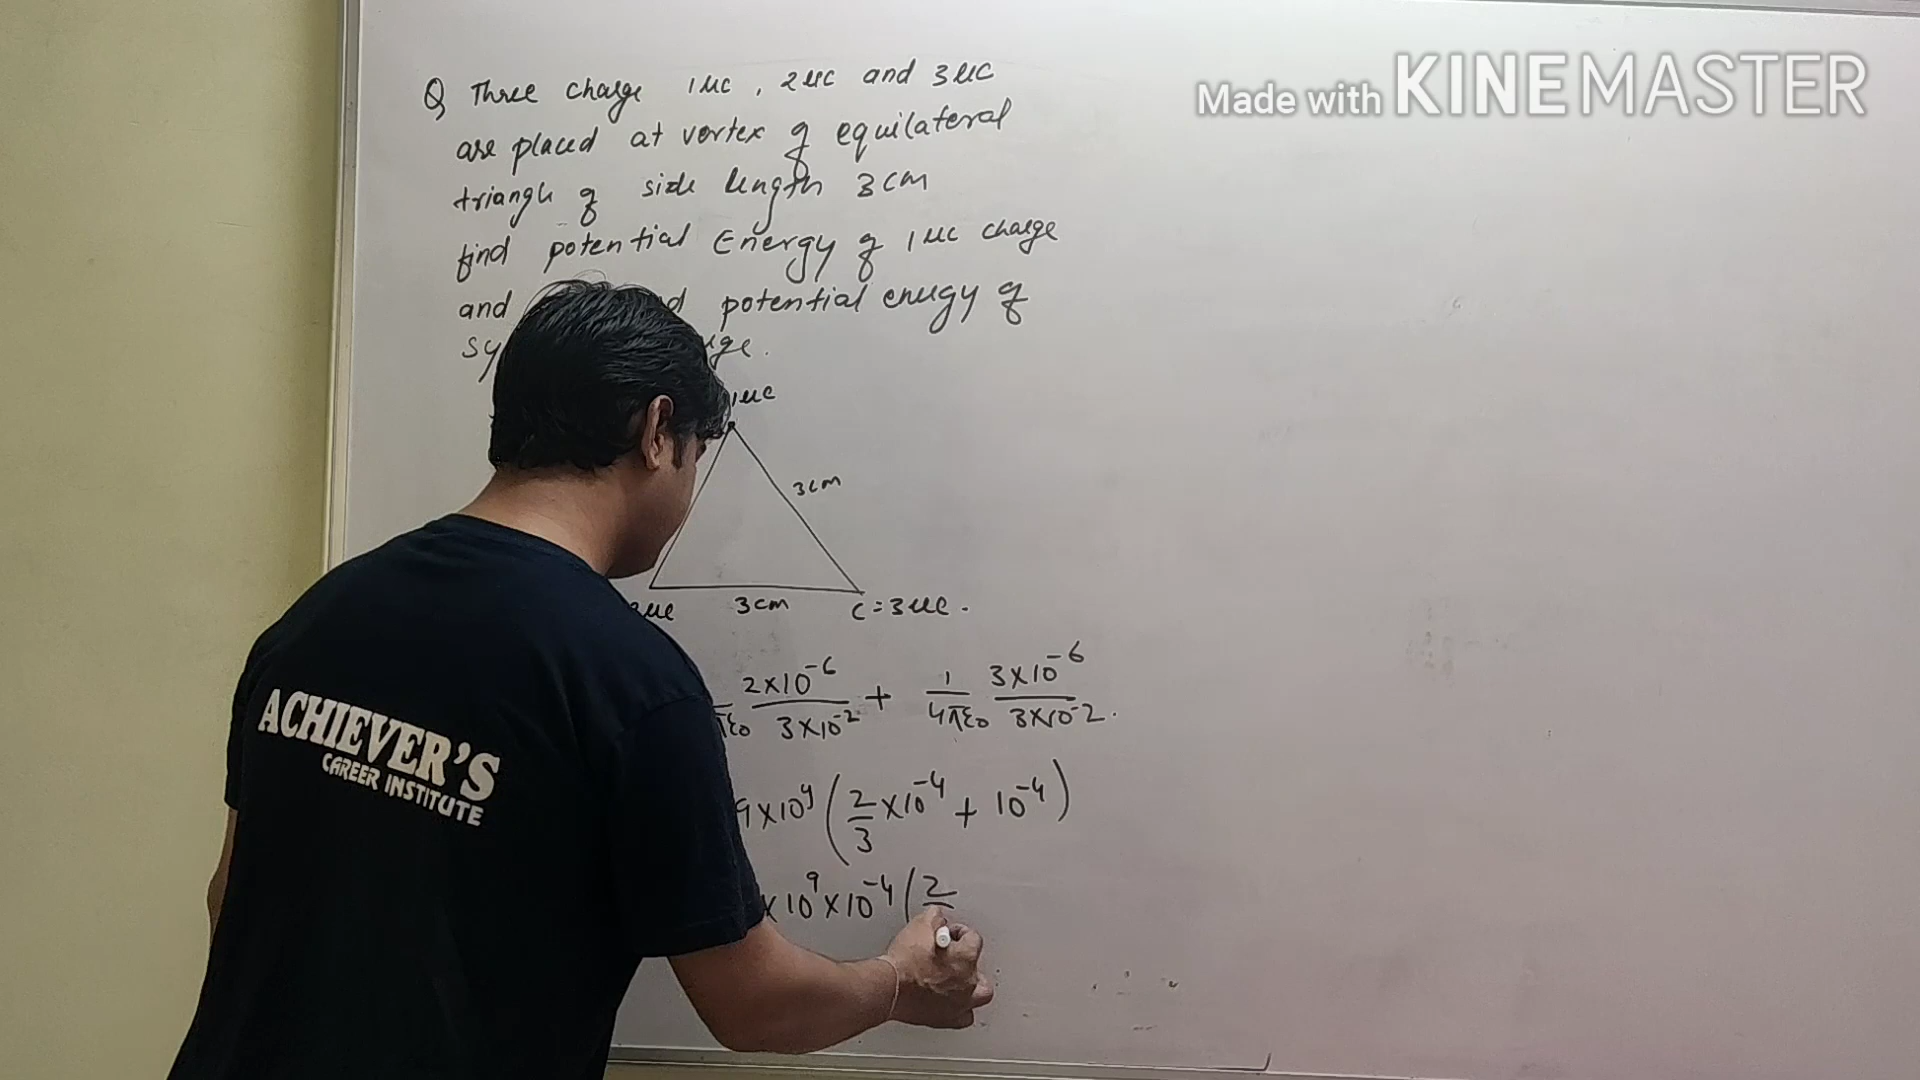 Made with KINEMASTER
Q Three charge 1μc, 2μc and 3μc
are placed at vertex of equilateral
triangle of side length 3cm
find potential Energy of 1μc charge
and potential energy of
sy
1μc
3cm
3cm
C=3μc.
2×10⁻⁶/3×10⁻² + 1/4πε₀ 3×10⁻⁶/3×10⁻².
9×10⁹(2/3×10⁻⁴+10⁻⁴)
×10⁹×10⁻⁴(2
ACHIEVER'S
CAREER INSTITUTE